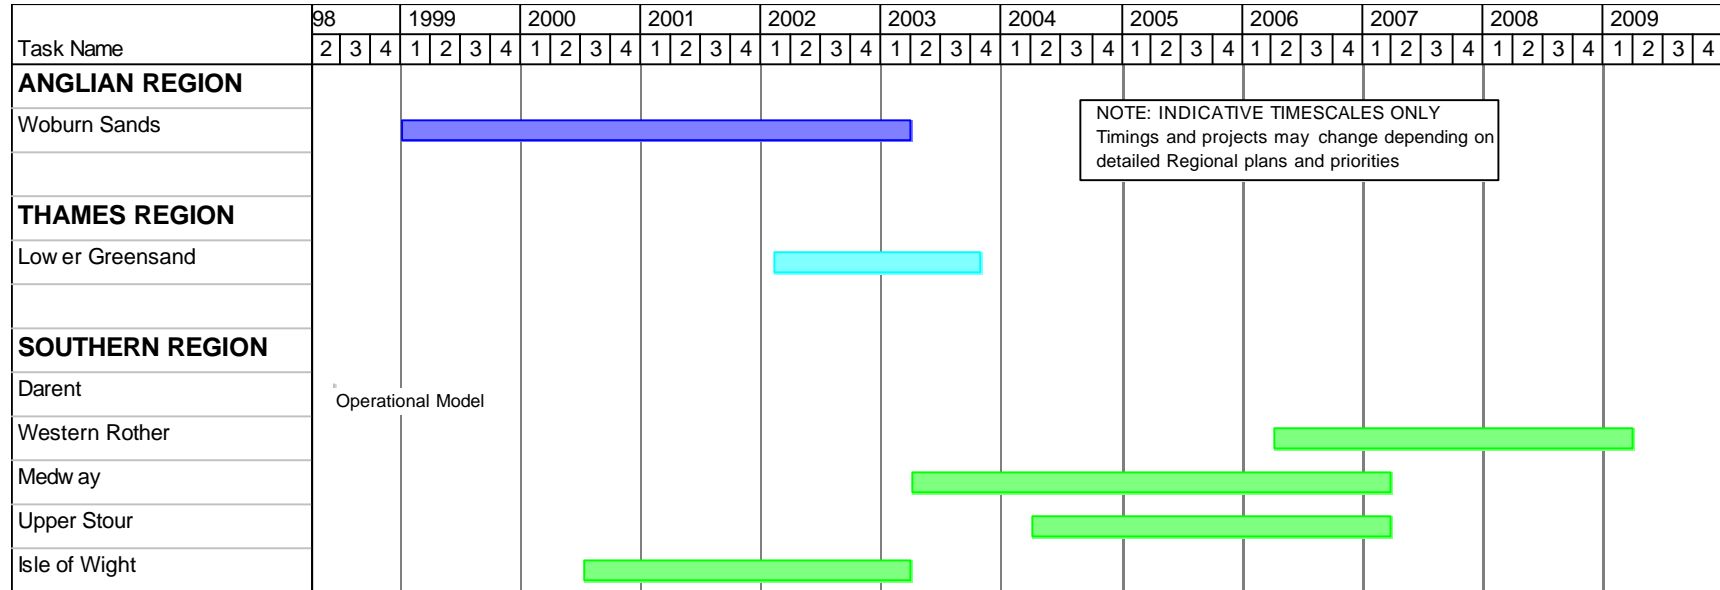 98 1999 2000 2001 2002 2003 2004 2005 2006 2007 2008 2009
Task Name 2 3 4 1 2 3 4 1 2 3 4 1 2 3 4 1 2 3 4 1 2 3 4 1 2 3 4 1 2 3 4 1 2 3 4 1 2 3 4 1 2 3 4 1 2 3 4
ANGLIAN REGION
Woburn Sands
NOTE: INDICATIVE TIMESCALES ONLY
Timings and projects may change depending on
detailed Regional plans and priorities
THAMES REGION
Lower Greensand
SOUTHERN REGION
Darent
Operational Model
Western Rother
Medway
Upper Stour
Isle of Wight